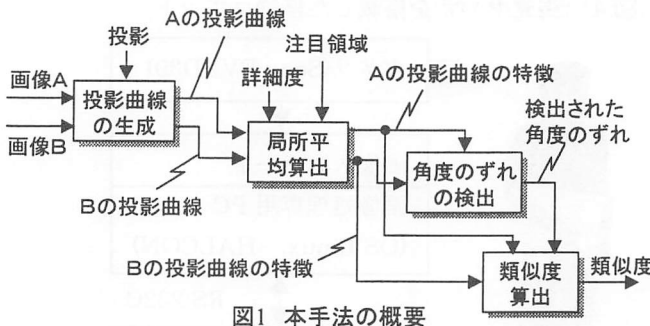 Aの投影曲線
投影
注目領域
詳細度
Aの投影曲線の特徴
画像A
投影曲線
の生成
検出された
角度のずれ
局所平
均算出
画像B
角度のずれ
の検出
Bの投影曲線
Bの投影曲線の特徴
類似度
算出
類似度
図1 本手法の概要